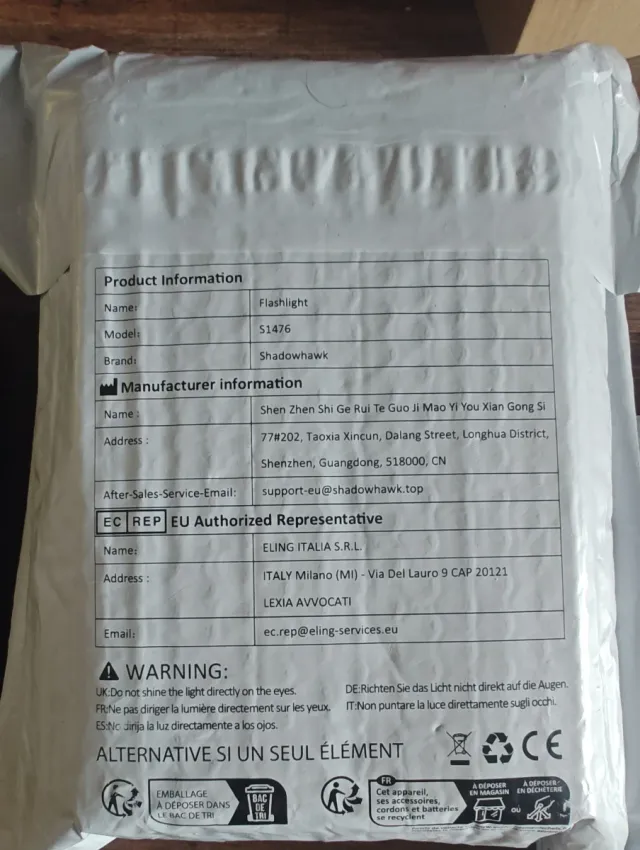 Product Information
Name: Flashlight
Model: S1476
Brand: Shadowhawk
Manufacturer information
Name : Shen Zhen Shi Ge Rui Te Guo Ji Mao Yi You Xian Gong Si
Address : 77#202, Taoxia Xincun, Dalang Street, Longhua District,
Shenzhen, Guangdong, 518000, CN
After-Sales-Service-Email: support-eu@shadowhawk.top
EC REP EU Authorized Representative
Name: ELING ITALIA S.R.L.
Address : ITALY Milano (MI) - Via Del Lauro 9 CAP 20121
LEXIA AVVOCATI
Email: ec.rep@eling-services.eu
WARNING:
UK:Do not shine the light directly on the eyes.
DE:Richten Sie das Licht nicht direkt auf die Augen.
FR:Ne pas diriger la lumière directement sur les yeux.
IT:Non puntare la luce direttamente sugli occhi.
ES:No dirija la luz directamente a los ojos.
ALTERNATIVE SI UN SEUL ÉLÉMENT
CE
EMBALLAGE
À DÉPOSER DANS
LE BAC DE TRI
BAC
DE
TRI
FR
Cet appareil,
ses accessoires,
cordons et batteries
se recyclent
À DÉPOSER
EN MAGASIN
OU
À DÉPOSER
EN DÉCHÈTERIE